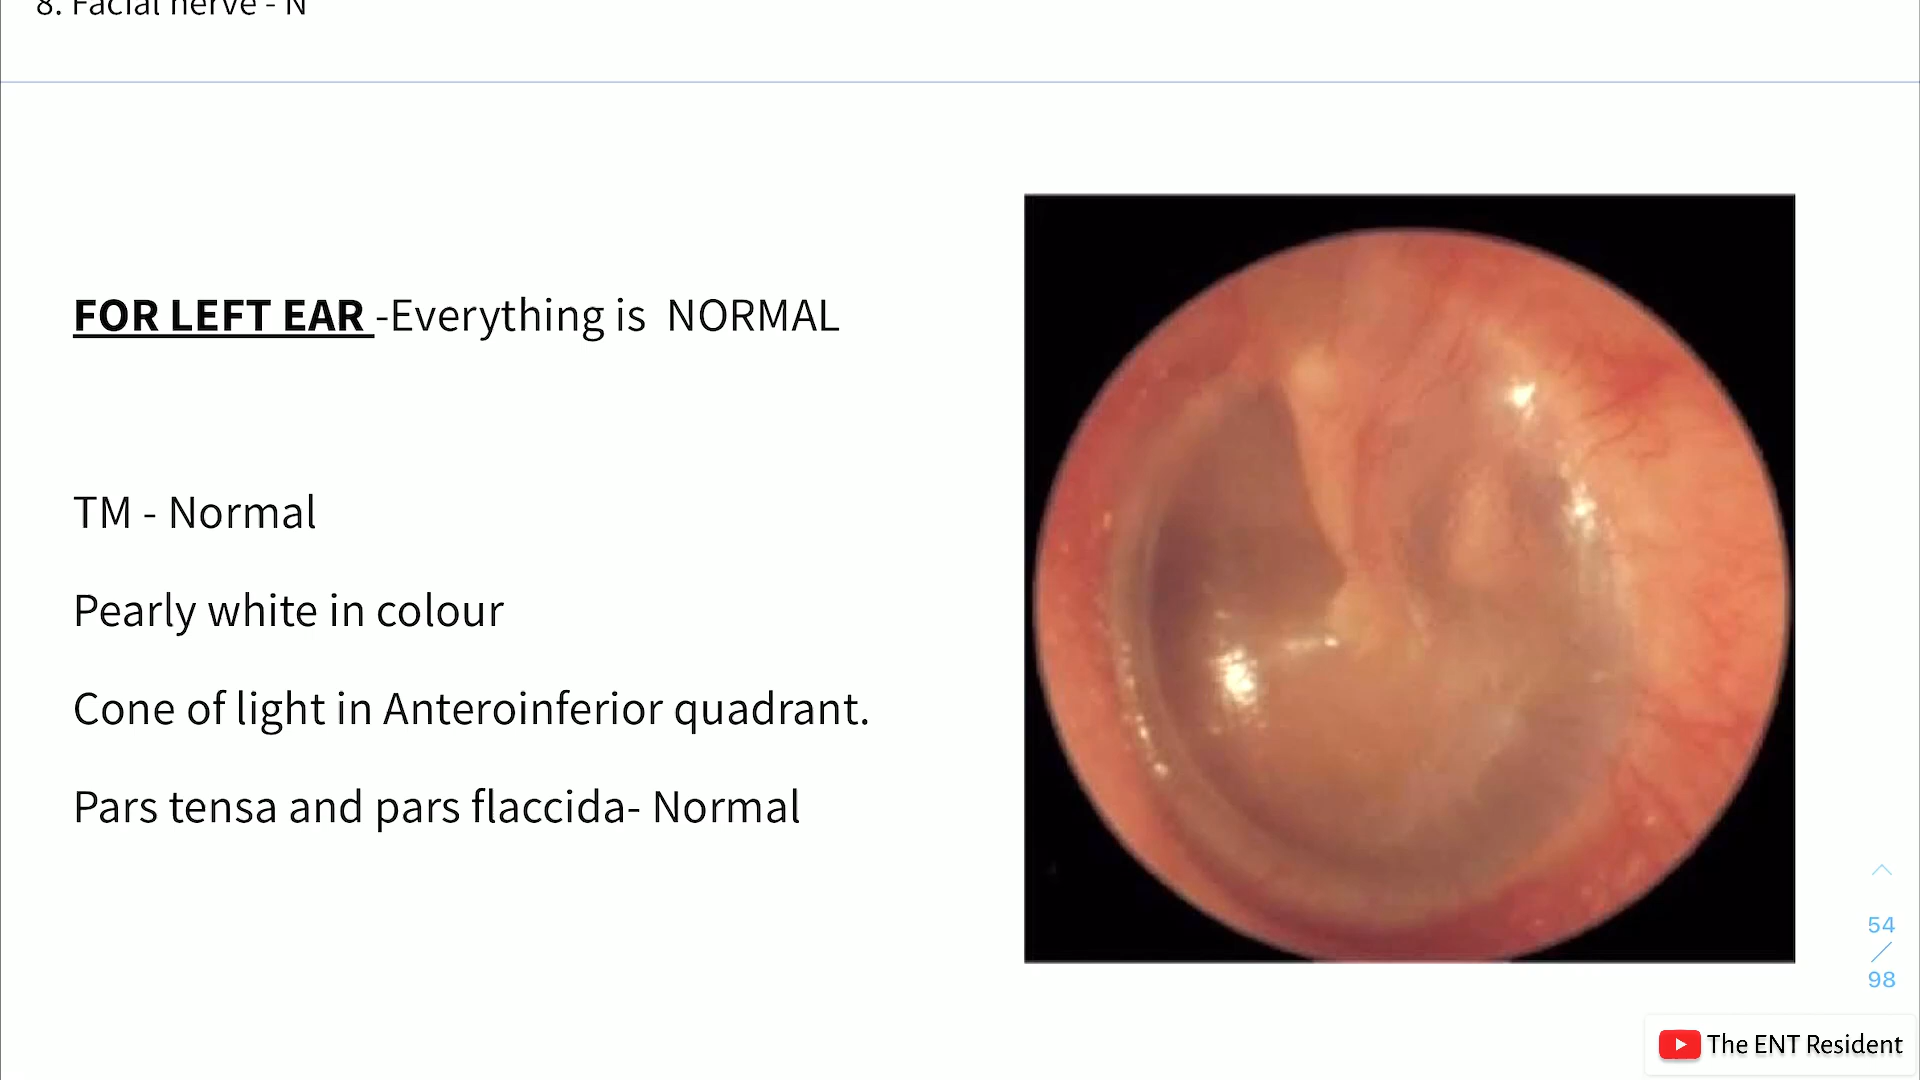 8. Facial nerve - N
FOR LEFT EAR -Everything is NORMAL
TM - Normal
Pearly white in colour
Cone of light in Anteroinferior quadrant.
Pars tensa and pars flaccida- Normal
54
/
98
The ENT Resident